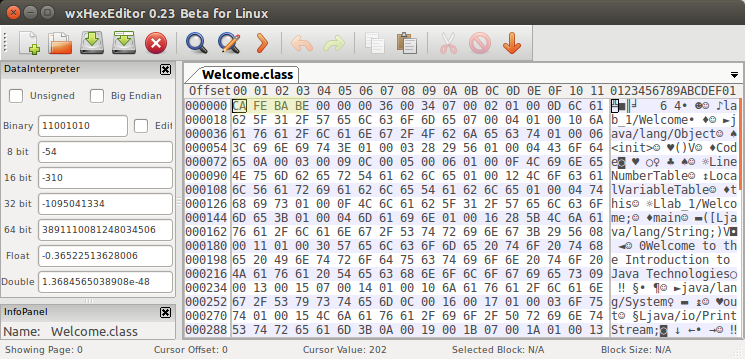 wxHexEditor 0.23 Beta for Linux
DataInterpreter
Unsigned Big Endian
Binary 11001010 Edit
8 bit -54
16 bit -310
32 bit -1095041334
64 bit 3891110081248034506
Float -0.36522513628006
Double 1.3684565038908e-48
InfoPanel
Name: Welcome.class
Welcome.class
Offset 00 01 02 03 04 05 06 07 08 09 0A 0B 0C 0D 0E 0F 10 11 0123456789ABCDEF01
000000 CA FE BA BE 00 00 00 36 00 34 07 00 02 01 00 0D 6C 61 ■║╛ 6 4• ☻☺ ♪la
000018 62 5F 31 2F 57 65 6C 63 6F 6D 65 07 00 04 01 00 10 6A b_1/Welcome• ♦☺ ►j
000036 61 76 61 2F 6C 61 6E 67 2F 4F 62 6A 65 63 74 01 00 06 ava/lang/Object☺ ♠
000054 3C 69 6E 69 74 3E 01 00 03 28 29 56 01 00 04 43 6F 64 <init>☺ ♥()V☺ ♦Cod
000072 65 0A 00 03 00 09 0C 00 05 00 06 01 00 0F 4C 69 6E 65 e◙ ♥ ○♀ ♣ ♠☺ ☼Line
000090 4E 75 6D 62 65 72 54 61 62 6C 65 01 00 12 4C 6F 63 61 NumberTable☺ ↕Loca
000108 6C 56 61 72 69 61 62 6C 65 54 61 62 6C 65 01 00 04 74 lVariableTable☺ ♦t
000126 68 69 73 01 00 0F 4C 6C 61 62 5F 31 2F 57 65 6C 63 6F his☺ ☼Llab_1/Welco
000144 6D 65 3B 01 00 04 6D 61 69 6E 01 00 16 28 5B 4C 6A 61 me;☺ ♦main☺ ▬([Lja
000162 76 61 2F 6C 61 6E 67 2F 53 74 72 69 6E 67 3B 29 56 08 va/lang/String;)V◘
000180 00 11 01 00 30 57 65 6C 63 6F 6D 65 20 74 6F 20 74 68 ◄☺ 0Welcome to th
000198 65 20 49 6E 74 72 6F 64 75 63 74 69 6F 6E 20 74 6F 20 e Introduction to
000216 4A 61 76 61 20 54 65 63 68 6E 6F 6C 6F 67 69 65 73 09 Java Technologies○
000234 00 13 00 15 07 00 14 01 00 10 6A 61 76 61 2F 6C 61 6E ‼ §• ¶☺ ►java/lan
000252 67 2F 53 79 73 74 65 6D 0C 00 16 00 17 01 00 03 6F 75 g/System♀ ▬ ↨☺ ♥ou
000270 74 01 00 15 4C 6A 61 76 61 2F 69 6F 2F 50 72 69 6E 74 t☺ §Ljava/io/Print
000288 53 74 72 65 61 6D 3B 0A 00 19 00 1B 07 00 1A 01 00 13 Stream;◙ ↓ ←• →☺ ‼
Showing Page: 0 Cursor Offset: 0 Cursor Value: 202 Selected Block: N/A Block Size: N/A